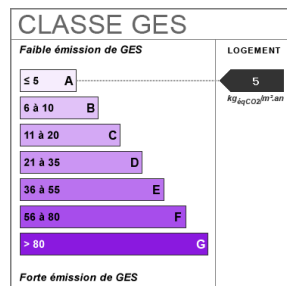 CLASSE GES
Faible émission de GES
LOGEMENT
≤ 5 A
5
kgéqCO2/m².an
6 à 10 B
11 à 20 C
21 à 35 D
36 à 55 E
56 à 80 F
> 80 G
Forte émission de GES